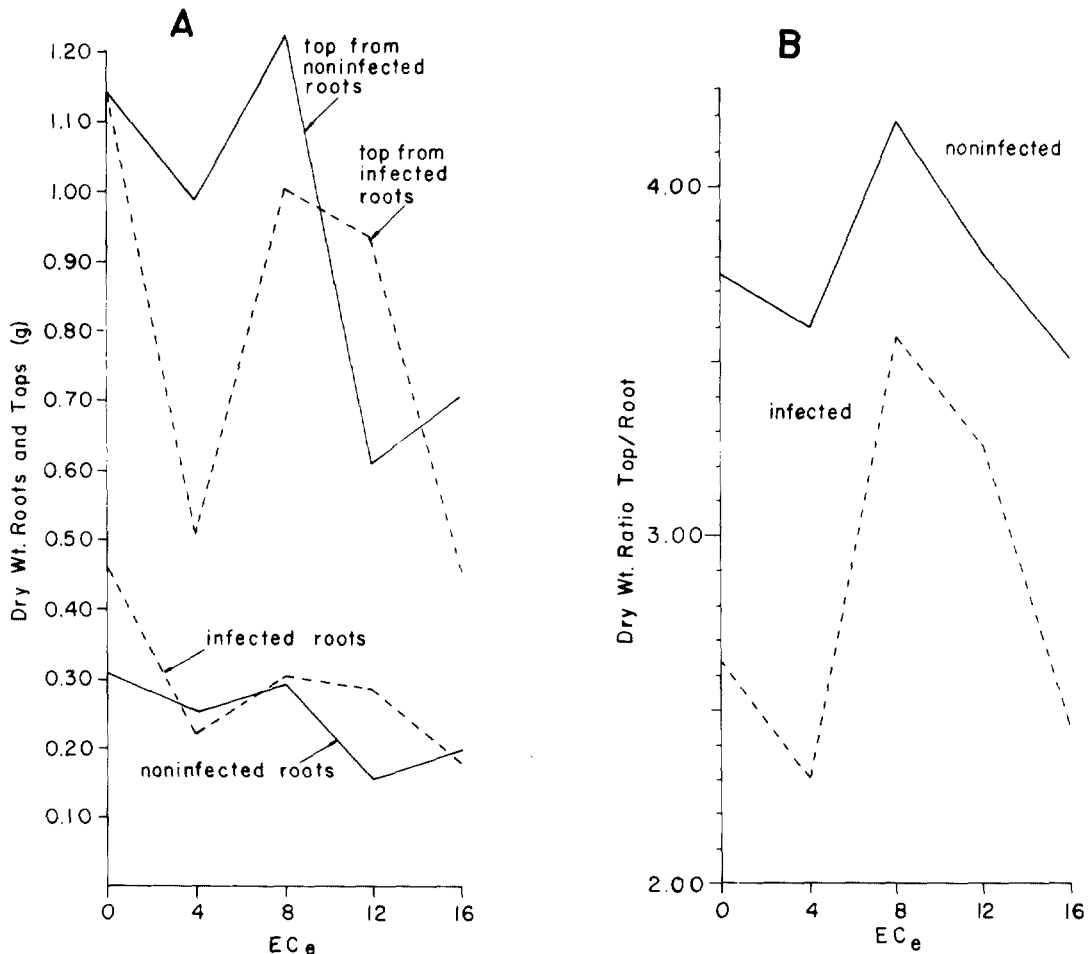 A
1.20
1.10
1.00
0.90
0.80
0.70
0.60
0.50
0.40
0.30
0.20
0.10
Dry Wt. Roots and Tops (g)
top from
noninfected
roots
top from
infected
roots
infected roots
noninfected roots
0 4 8 12 16
ECe
B
4.00
3.00
2.00
Dry Wt. Ratio Top/Root
noninfected
infected
0 4 8 12 16
ECe